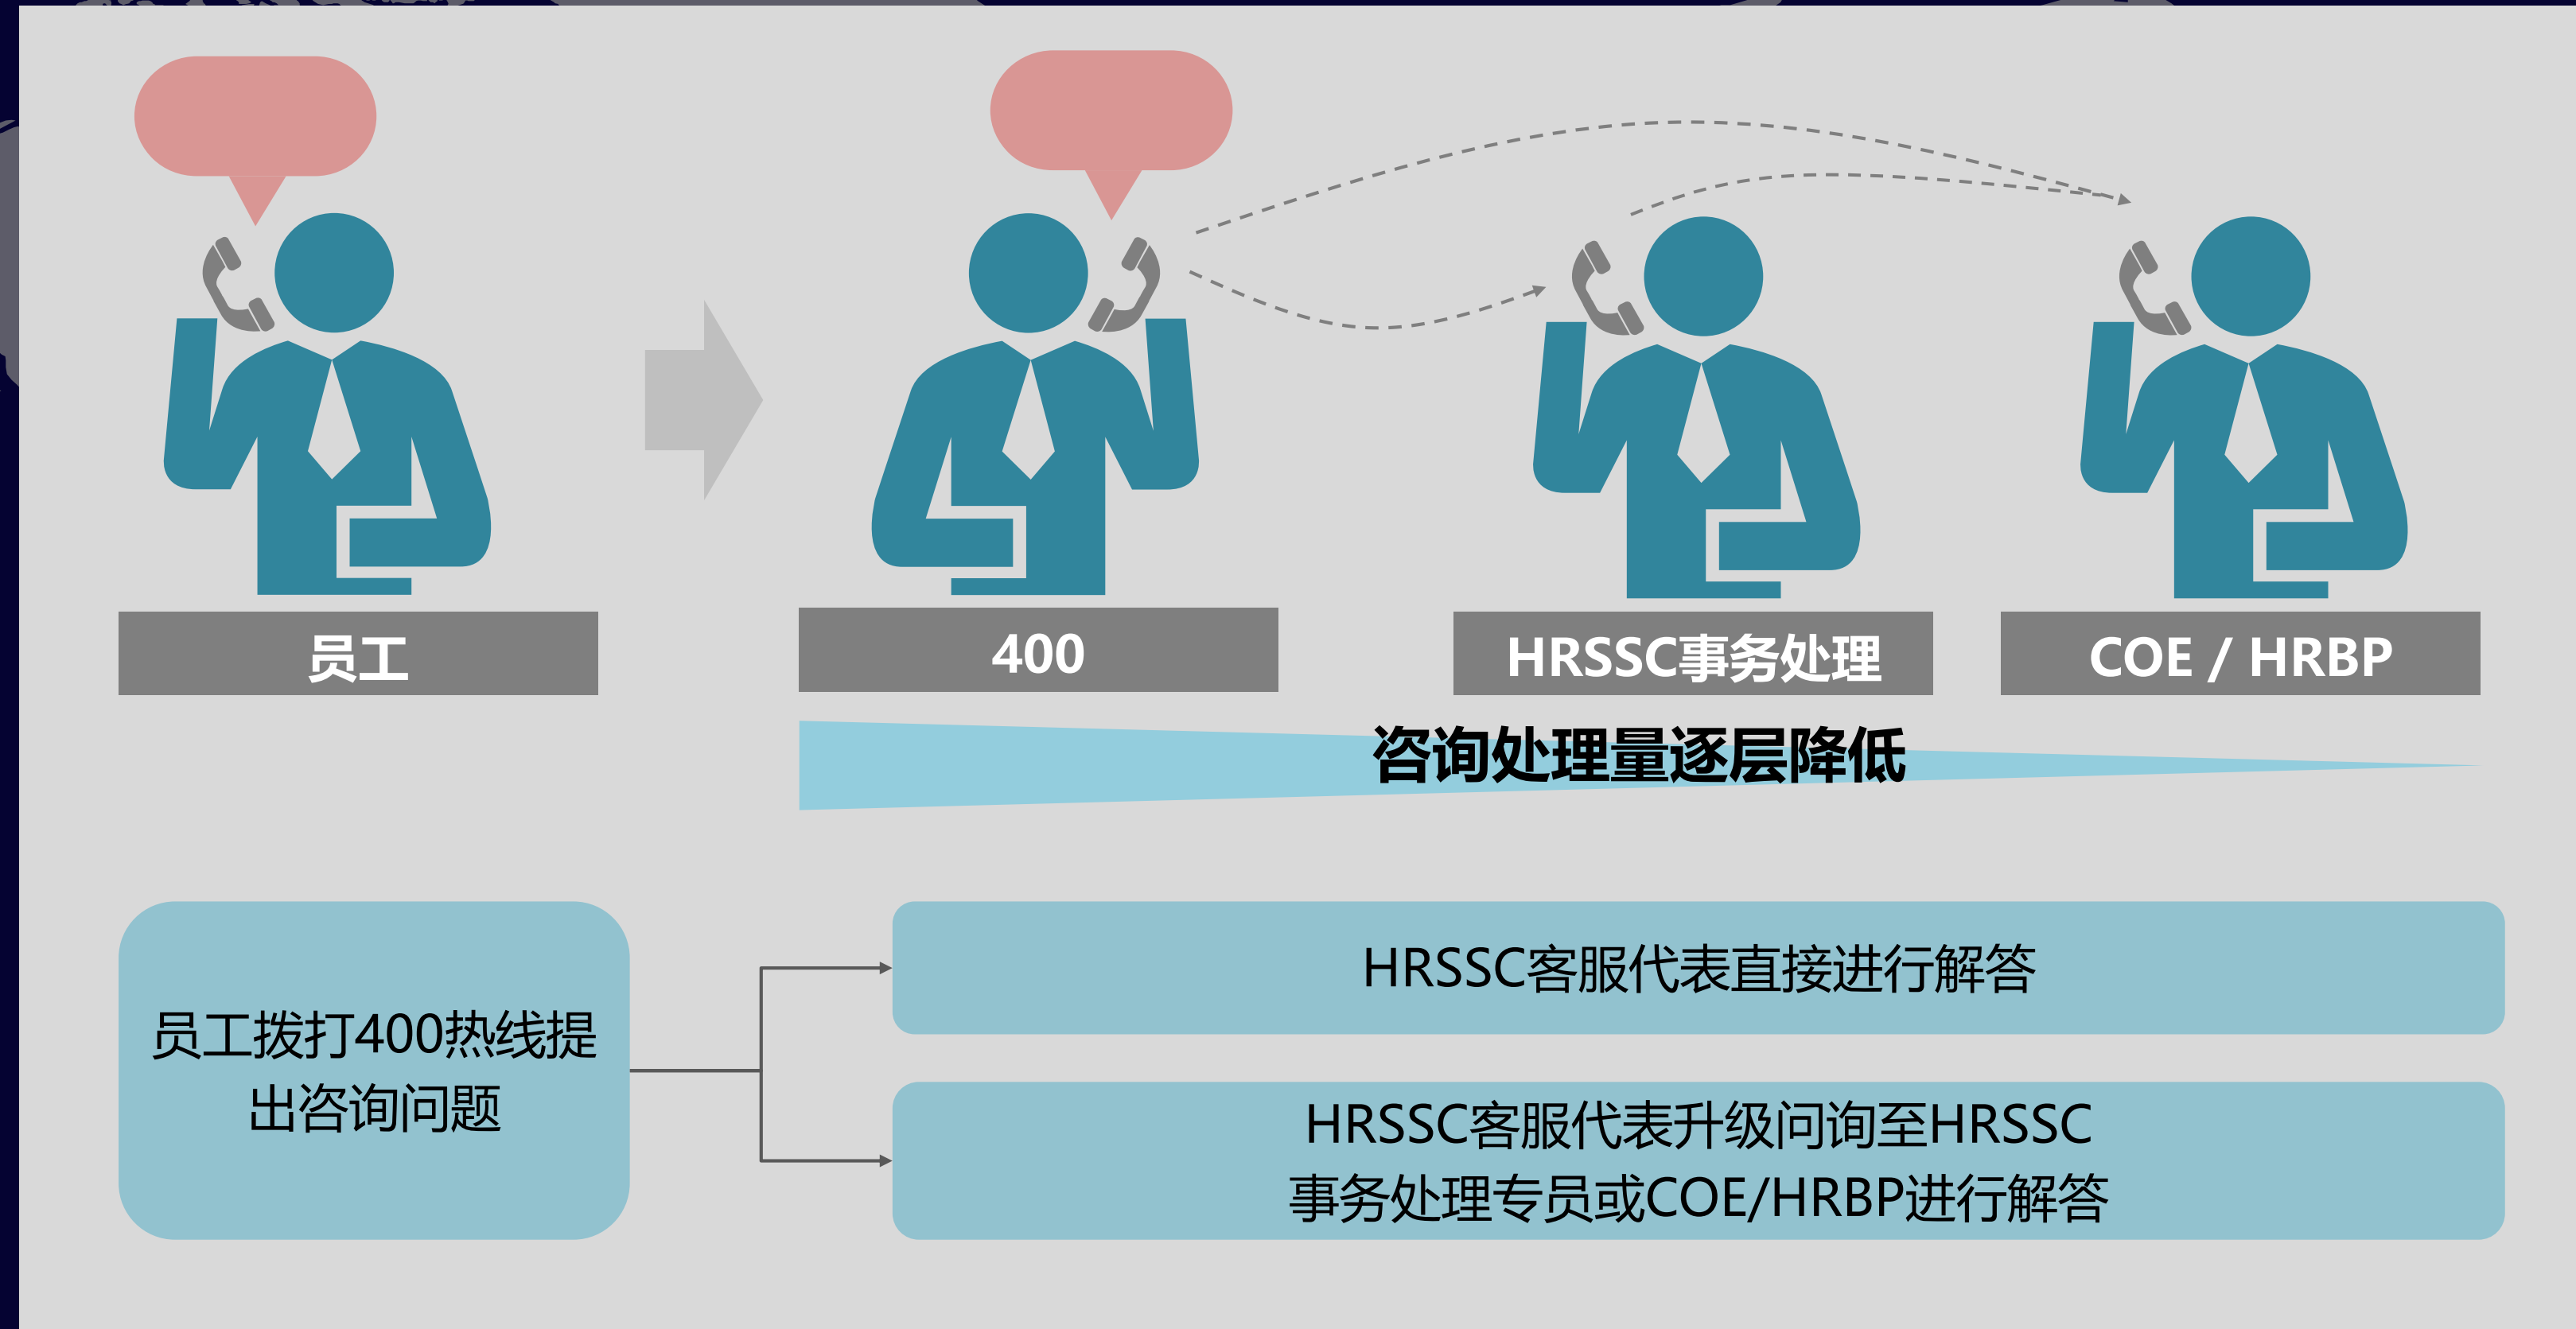 员工
400
HRSSC事务处理
COE / HRBP
咨询处理量逐层降低
员工拨打400热线提
出咨询问题
HRSSC客服代表直接进行解答
HRSSC客服代表升级问询至HRSSC
事务处理专员或COE/HRBP进行解答